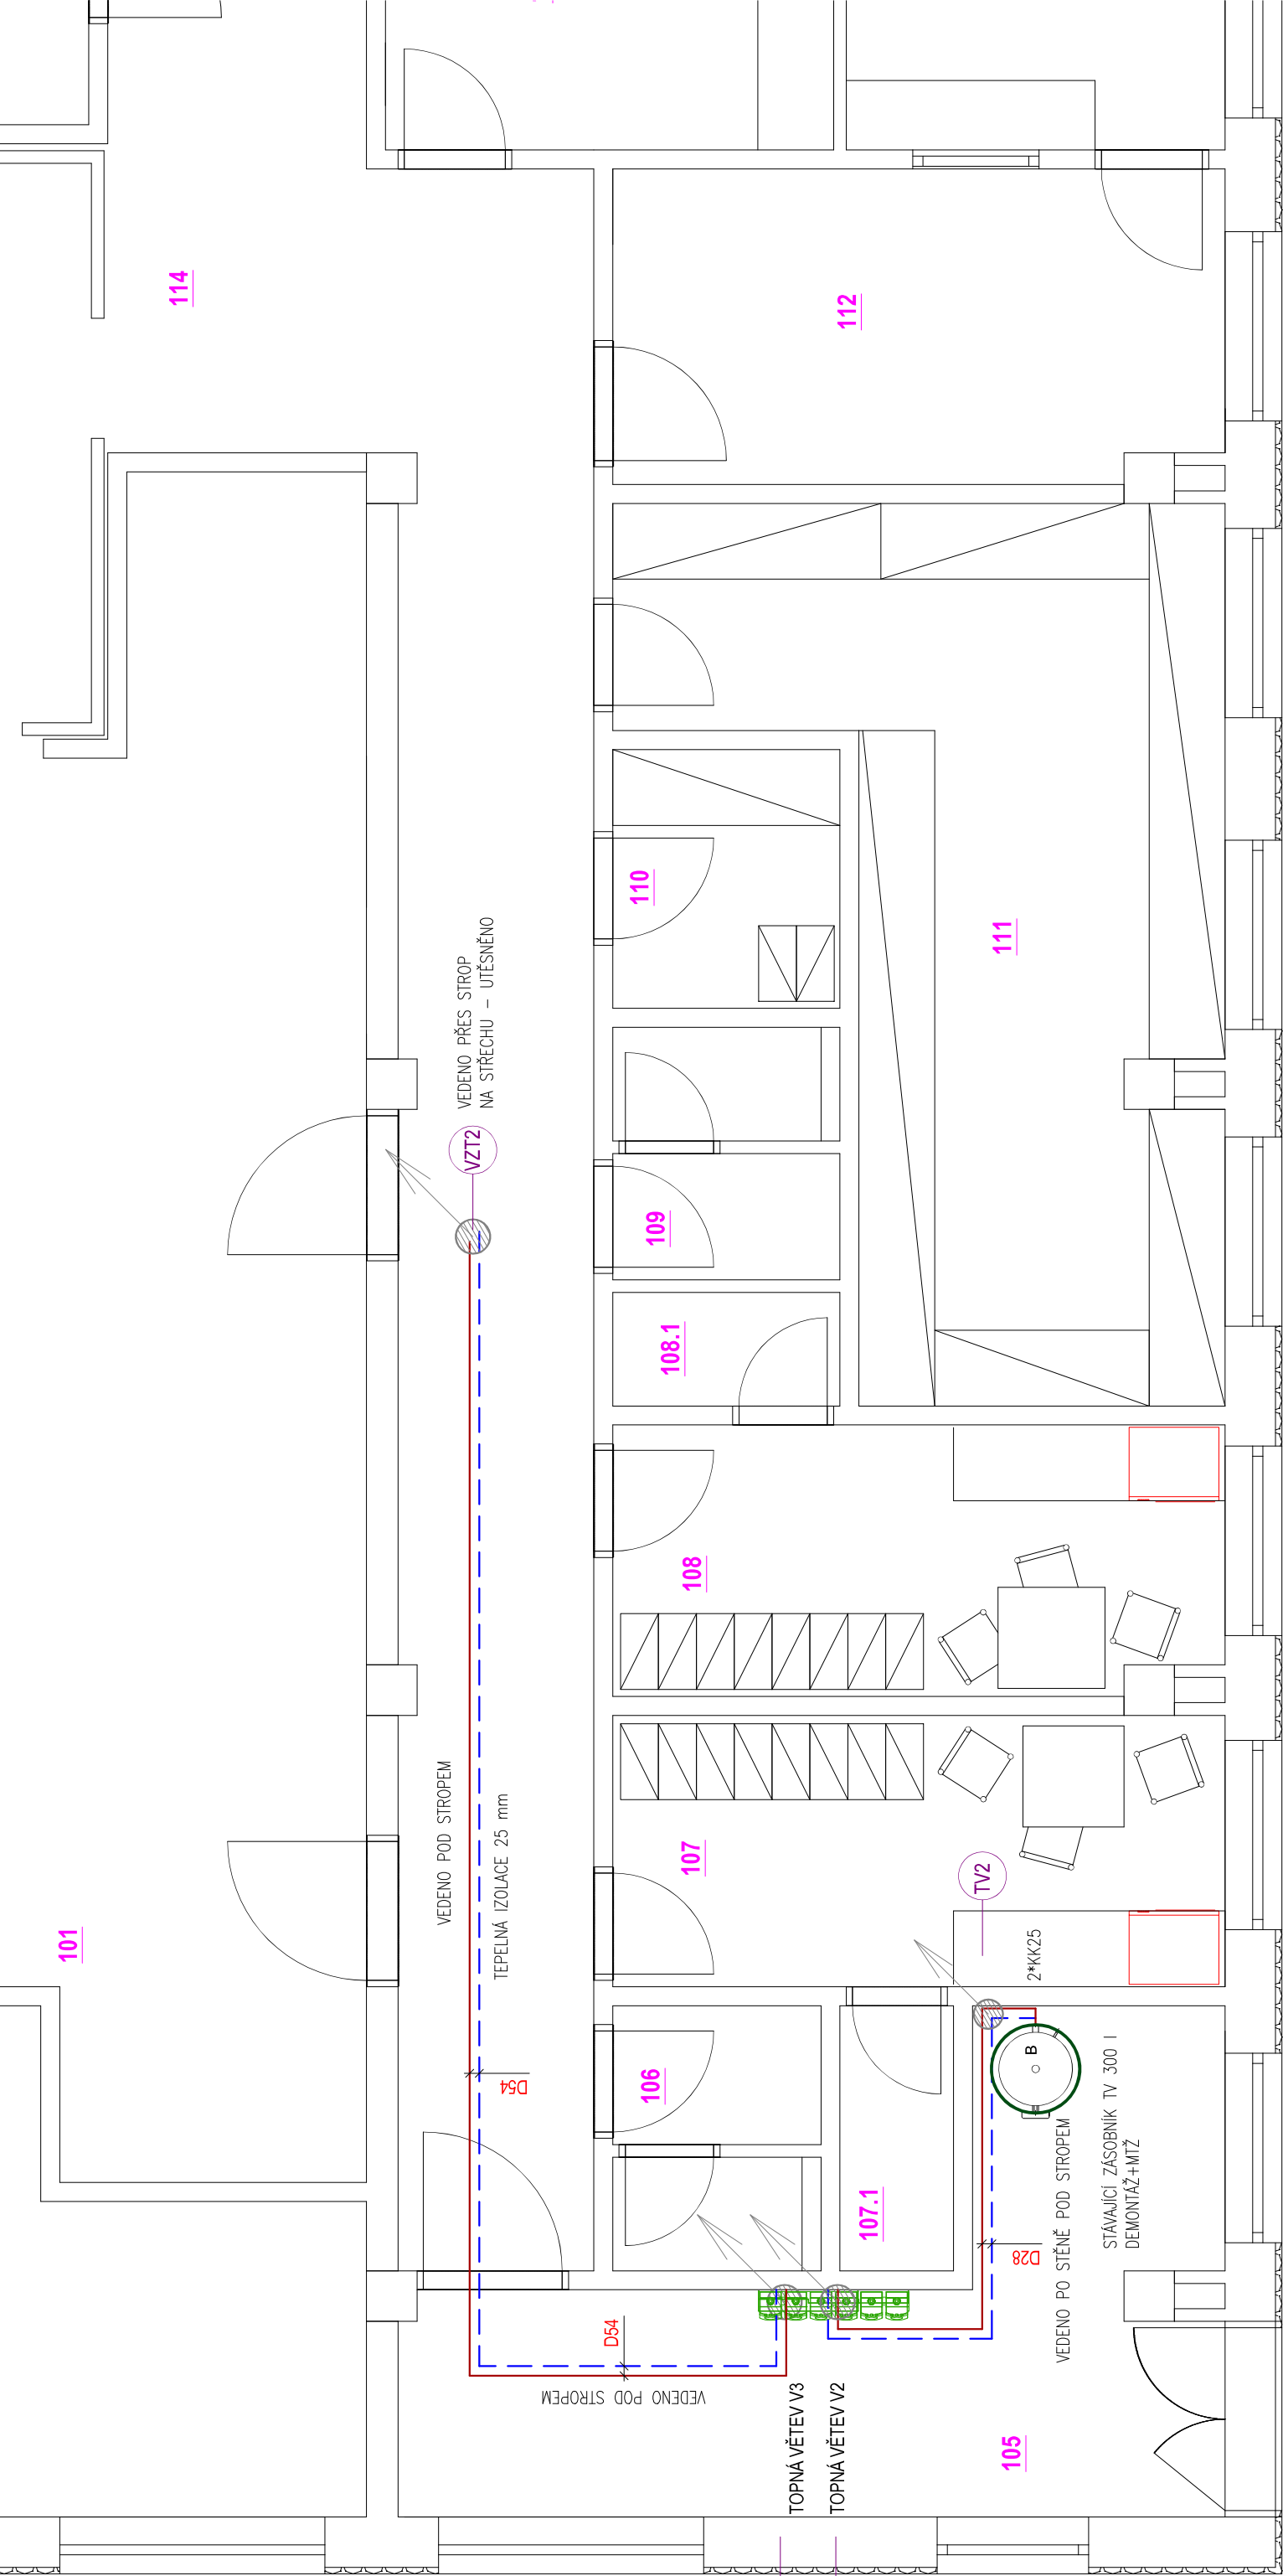 114
112
110
111
VEDENO PŘES STROP
NA STŘECHU – UTĚSNĚNO
VZT2
109
108.1
108
107
VEDENO POD STROPEM
TEPELNÁ IZOLACE 25 mm
101
TV2
2*KK25
D54
106
B
107.1
D28
VEDENO PO STĚNĚ POD STROPEM
STÁVAJÍCÍ ZÁSOBNÍK TV 300 l
DEMONTÁŽ+MTŽ
D54
VEDENO POD STROPEM
TOPNÁ VĚTEV V3
TOPNÁ VĚTEV V2
105